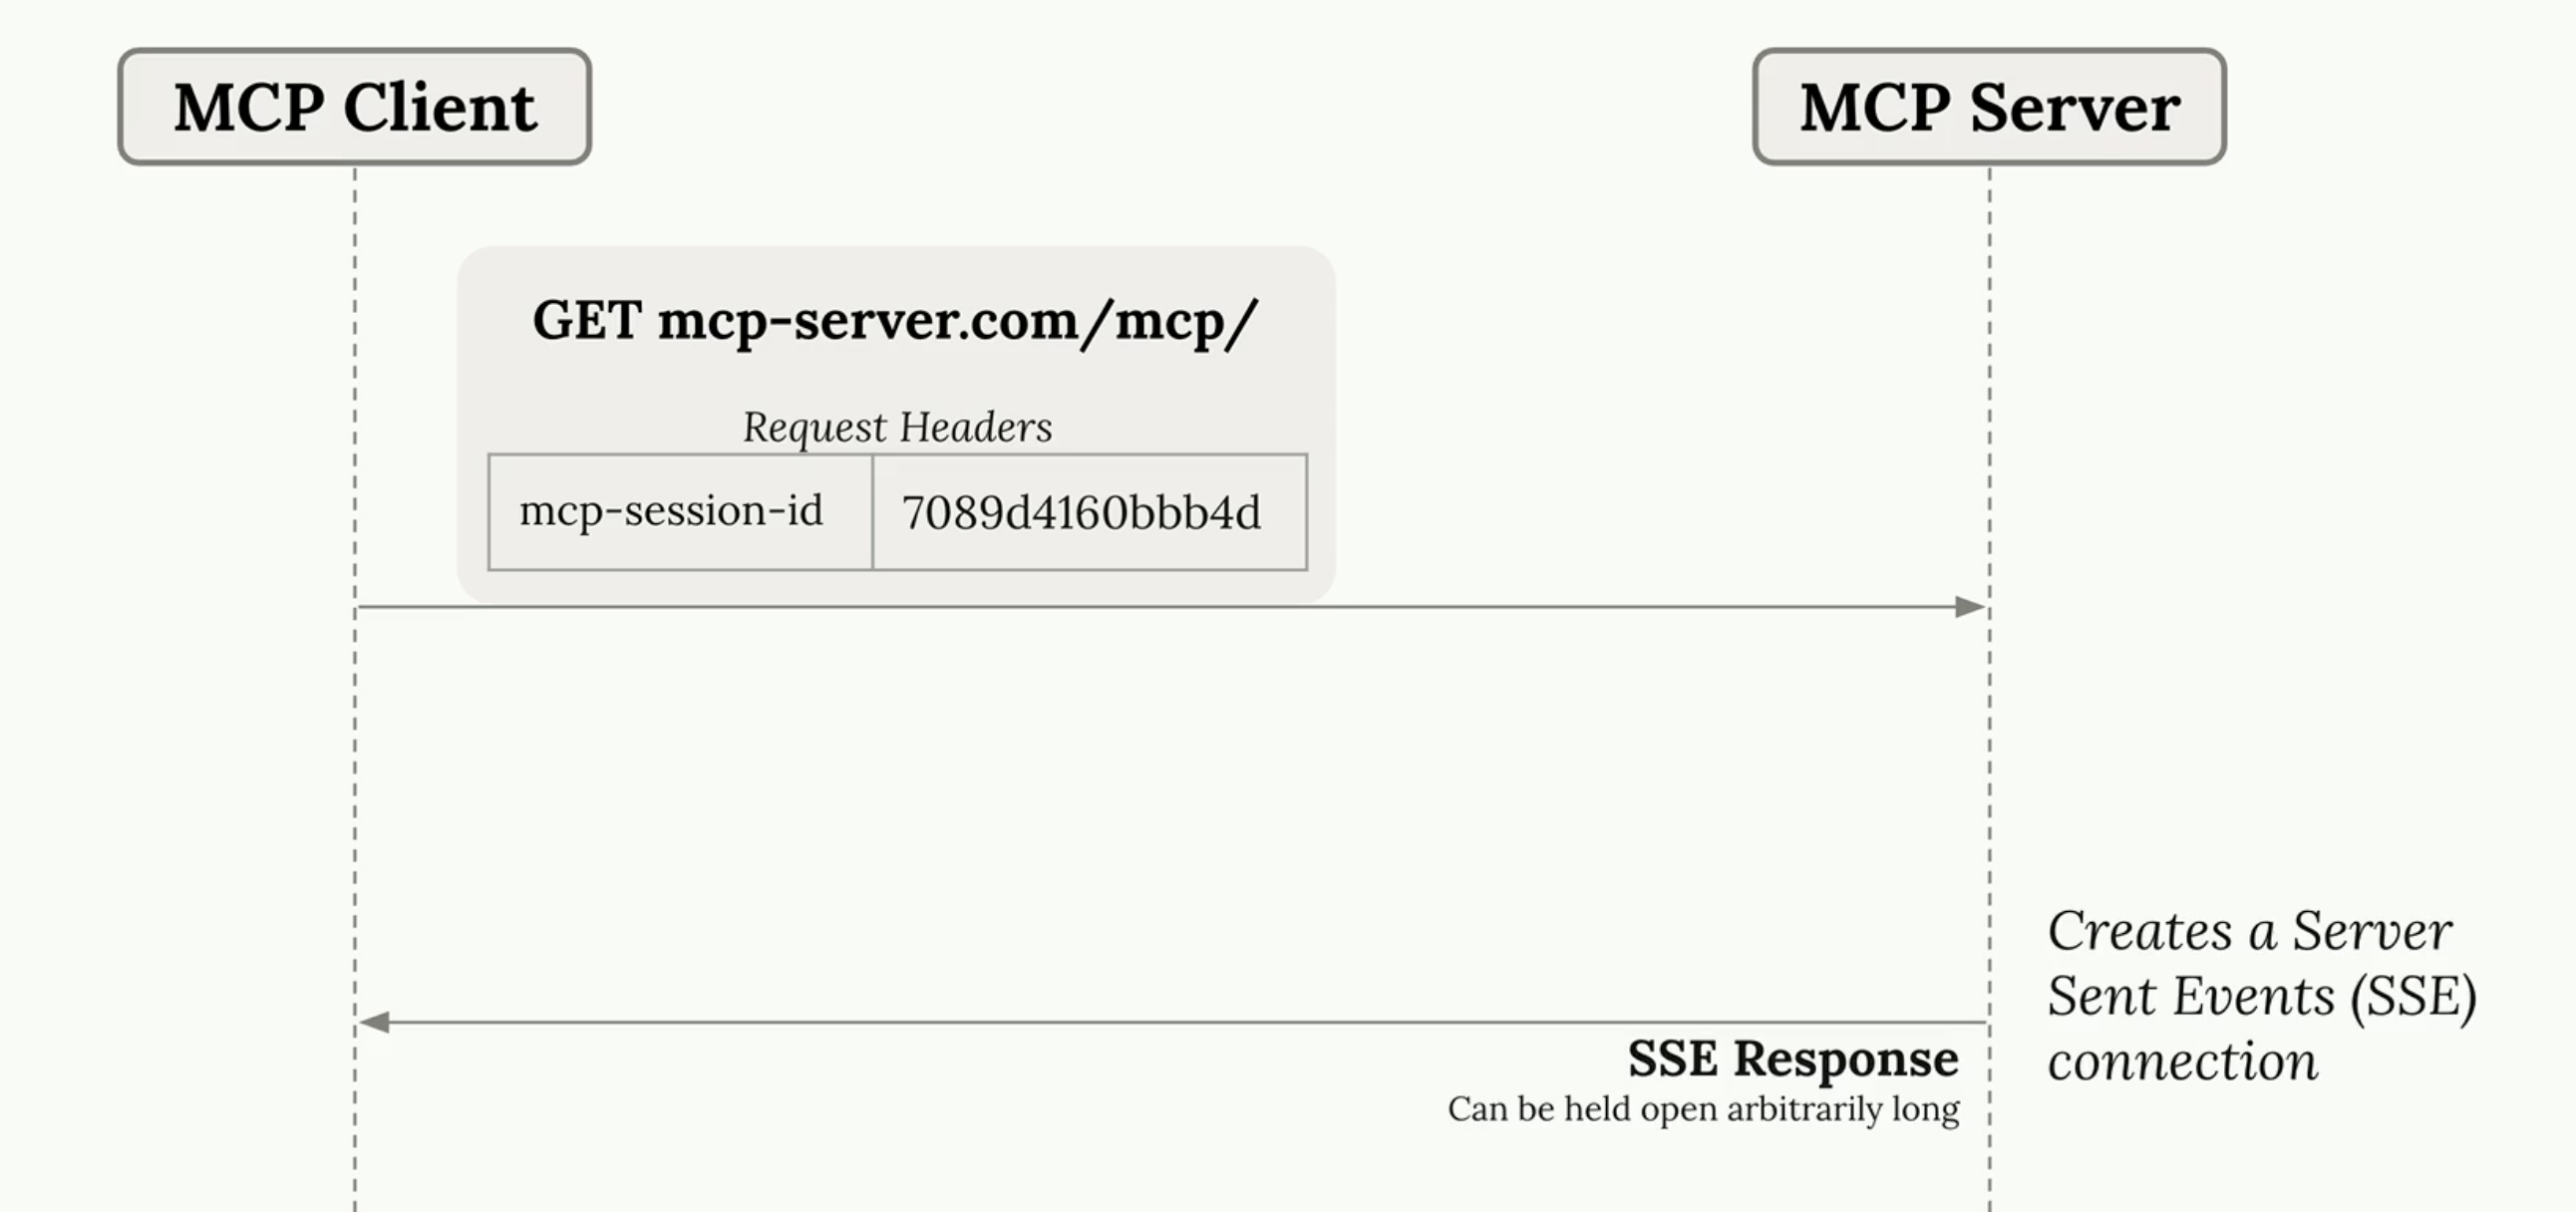 MCP Client
MCP Server
GET mcp-server.com/mcp/
Request Headers
mcp-session-id
7089d4160bbb4d
Creates a Server
Sent Events (SSE)
connection
SSE Response
Can be held open arbitrarily long